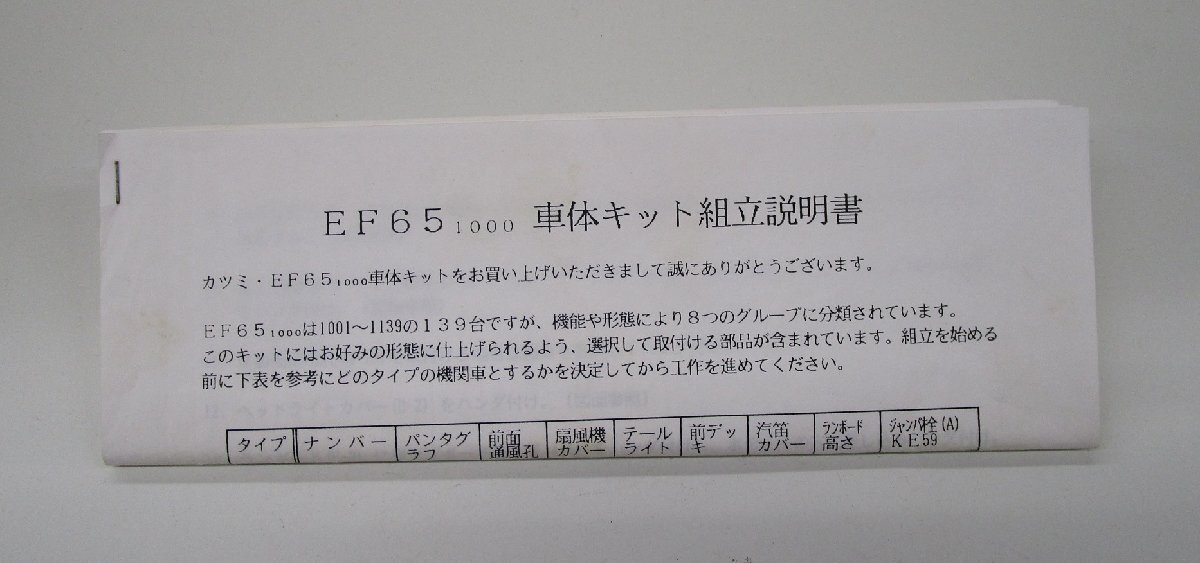 EF65₁₀₀₀ 車体キット組立説明書
カツミ・EF65₁₀₀₀車体キットをお買い上げいただきまして誠にありがとうございます。
EF65₁₀₀₀は1001～1139の139台ですが、機能や形態により8つのグループに分類されています。
このキットにはお好みの形態に仕上げられるよう、選択して取付ける部品が含まれています。組立を始める
前に下表を参考にどのタイプの機関車とするかを決定してから工作を進めてください。
タイプ ナンバー パンタグラフ 前面通風孔 扇風機カバー テールライト 前デッキ 汽笛カバー ランボード高さ ジャンパ栓(A)KE59